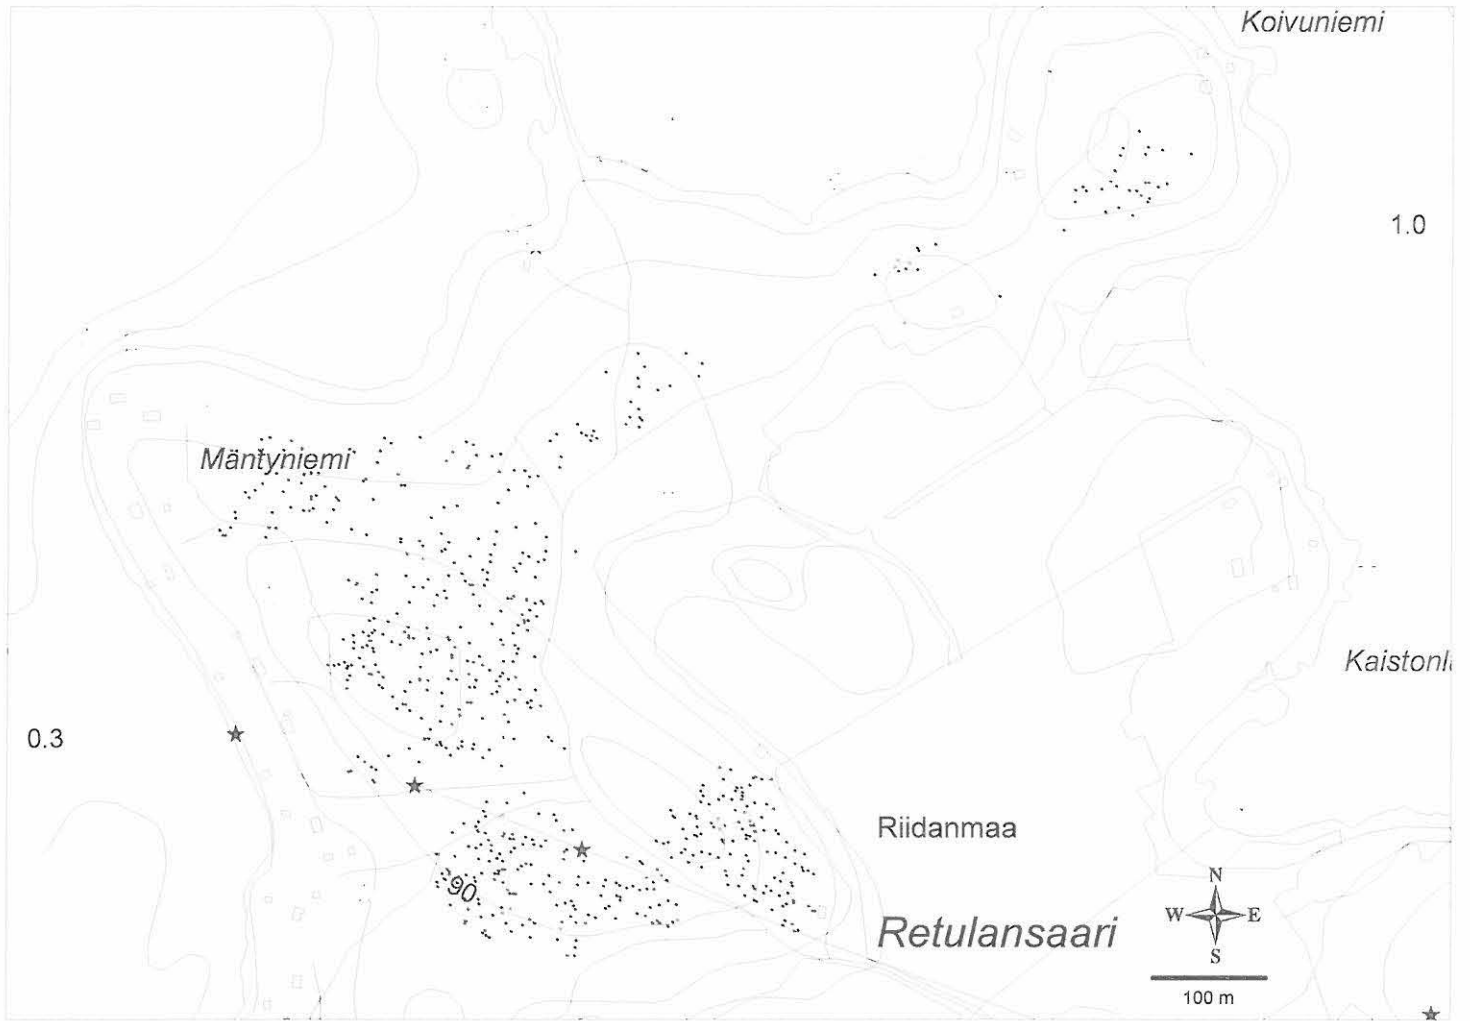 Koivuniemi
1.0
Mäntyniemi
Kaistonl
0.3
Riidanmaa
90
Retulansaari
N
W E
S
100 m